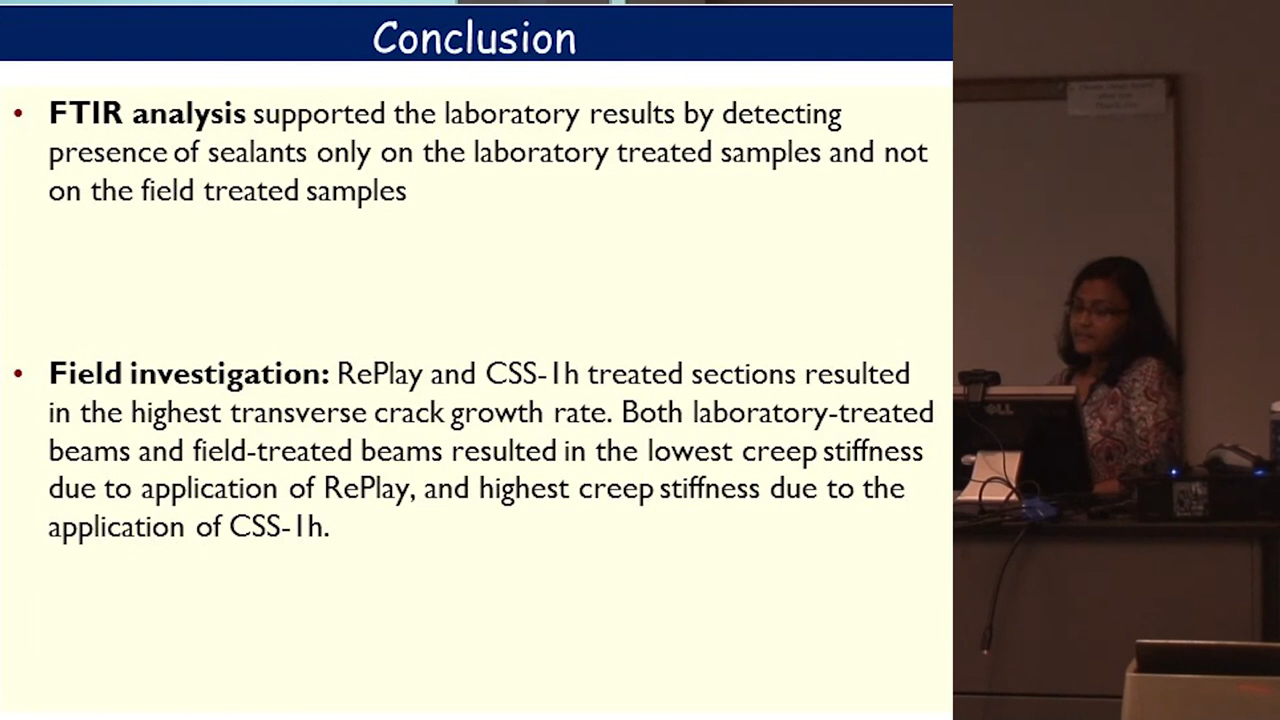 Conclusion
• FTIR analysis supported the laboratory results by detecting
presence of sealants only on the laboratory treated samples and not
on the field treated samples
• Field investigation: RePlay and CSS-1h treated sections resulted
in the highest transverse crack growth rate. Both laboratory-treated
beams and field-treated beams resulted in the lowest creep stiffness
due to application of RePlay, and highest creep stiffness due to the
application of CSS-1h.